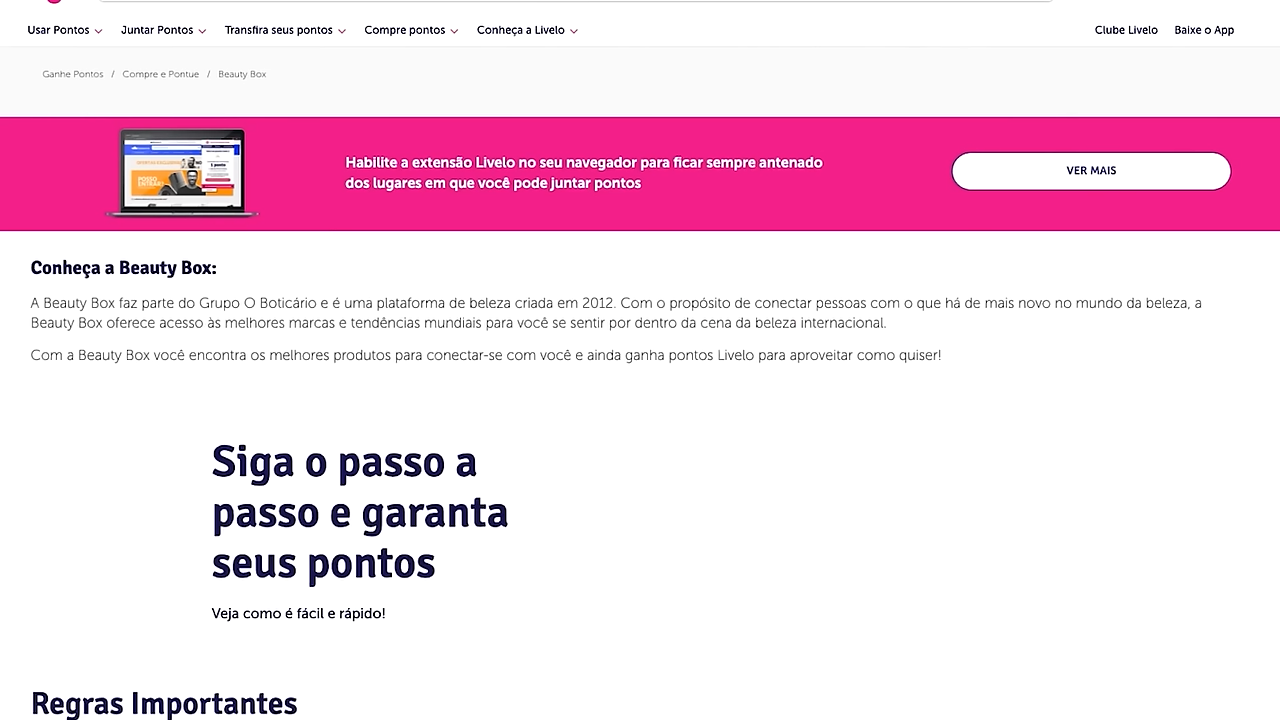 Usar Pontos Juntar Pontos Transfira seus pontos Compre pontos Conheça a Livelo Clube Livelo Baixe o App
Ganhe Pontos / Compre e Pontue / Beauty Box
Habilite a extensão Livelo no seu navegador para ficar sempre antenado
dos lugares em que você pode juntar pontos
VER MAIS
Conheça a Beauty Box:
A Beauty Box faz parte do Grupo O Boticário e é uma plataforma de beleza criada em 2012. Com o propósito de conectar pessoas com o que há de mais novo no mundo da beleza, a
Beauty Box oferece acesso às melhores marcas e tendências mundiais para você se sentir por dentro da cena da beleza internacional.
Com a Beauty Box você encontra os melhores produtos para conectar-se com você e ainda ganha pontos Livelo para aproveitar como quiser!
Siga o passo a
passo e garanta
seus pontos
Veja como é fácil e rápido!
Regras Importantes